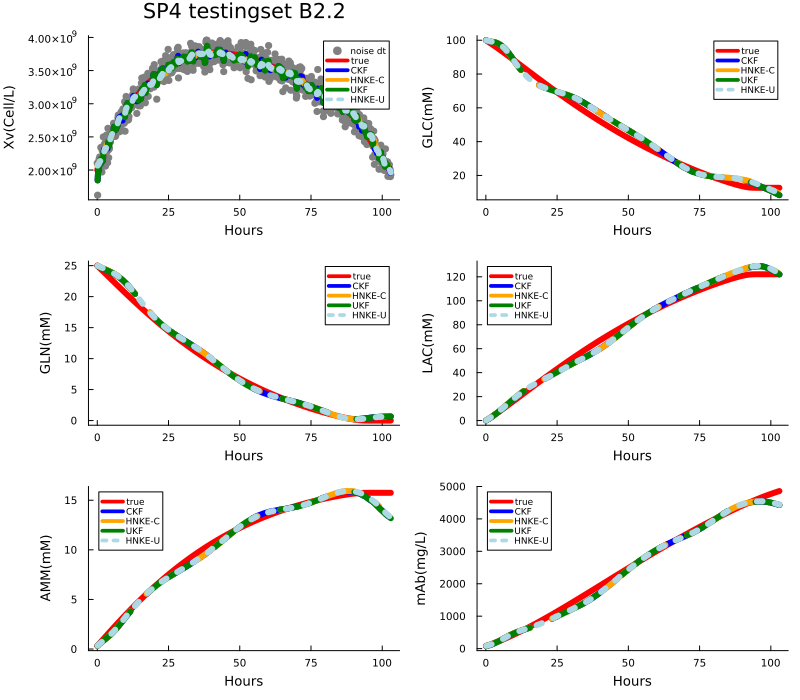 SP4 testingset B2.2
Xv(Cell/L)
4.00×10⁹
3.50×10⁹
3.00×10⁹
2.50×10⁹
2.00×10⁹
noise dt
true
CKF
HNKE-C
UKF
HNKE-U
0 25 50 75 100
Hours
GLC(mM)
100
80
60
40
20
true
CKF
HNKE-C
UKF
HNKE-U
0 25 50 75 100
Hours
GLN(mM)
25
20
15
10
5
0
true
CKF
HNKE-C
UKF
HNKE-U
0 25 50 75 100
Hours
LAC(mM)
120
100
80
60
40
20
0
true
CKF
HNKE-C
UKF
HNKE-U
0 25 50 75 100
Hours
AMM(mM)
15
10
5
0
true
CKF
HNKE-C
UKF
HNKE-U
0 25 50 75 100
Hours
mAb(mg/L)
5000
4000
3000
2000
1000
0
true
CKF
HNKE-C
UKF
HNKE-U
0 25 50 75 100
Hours